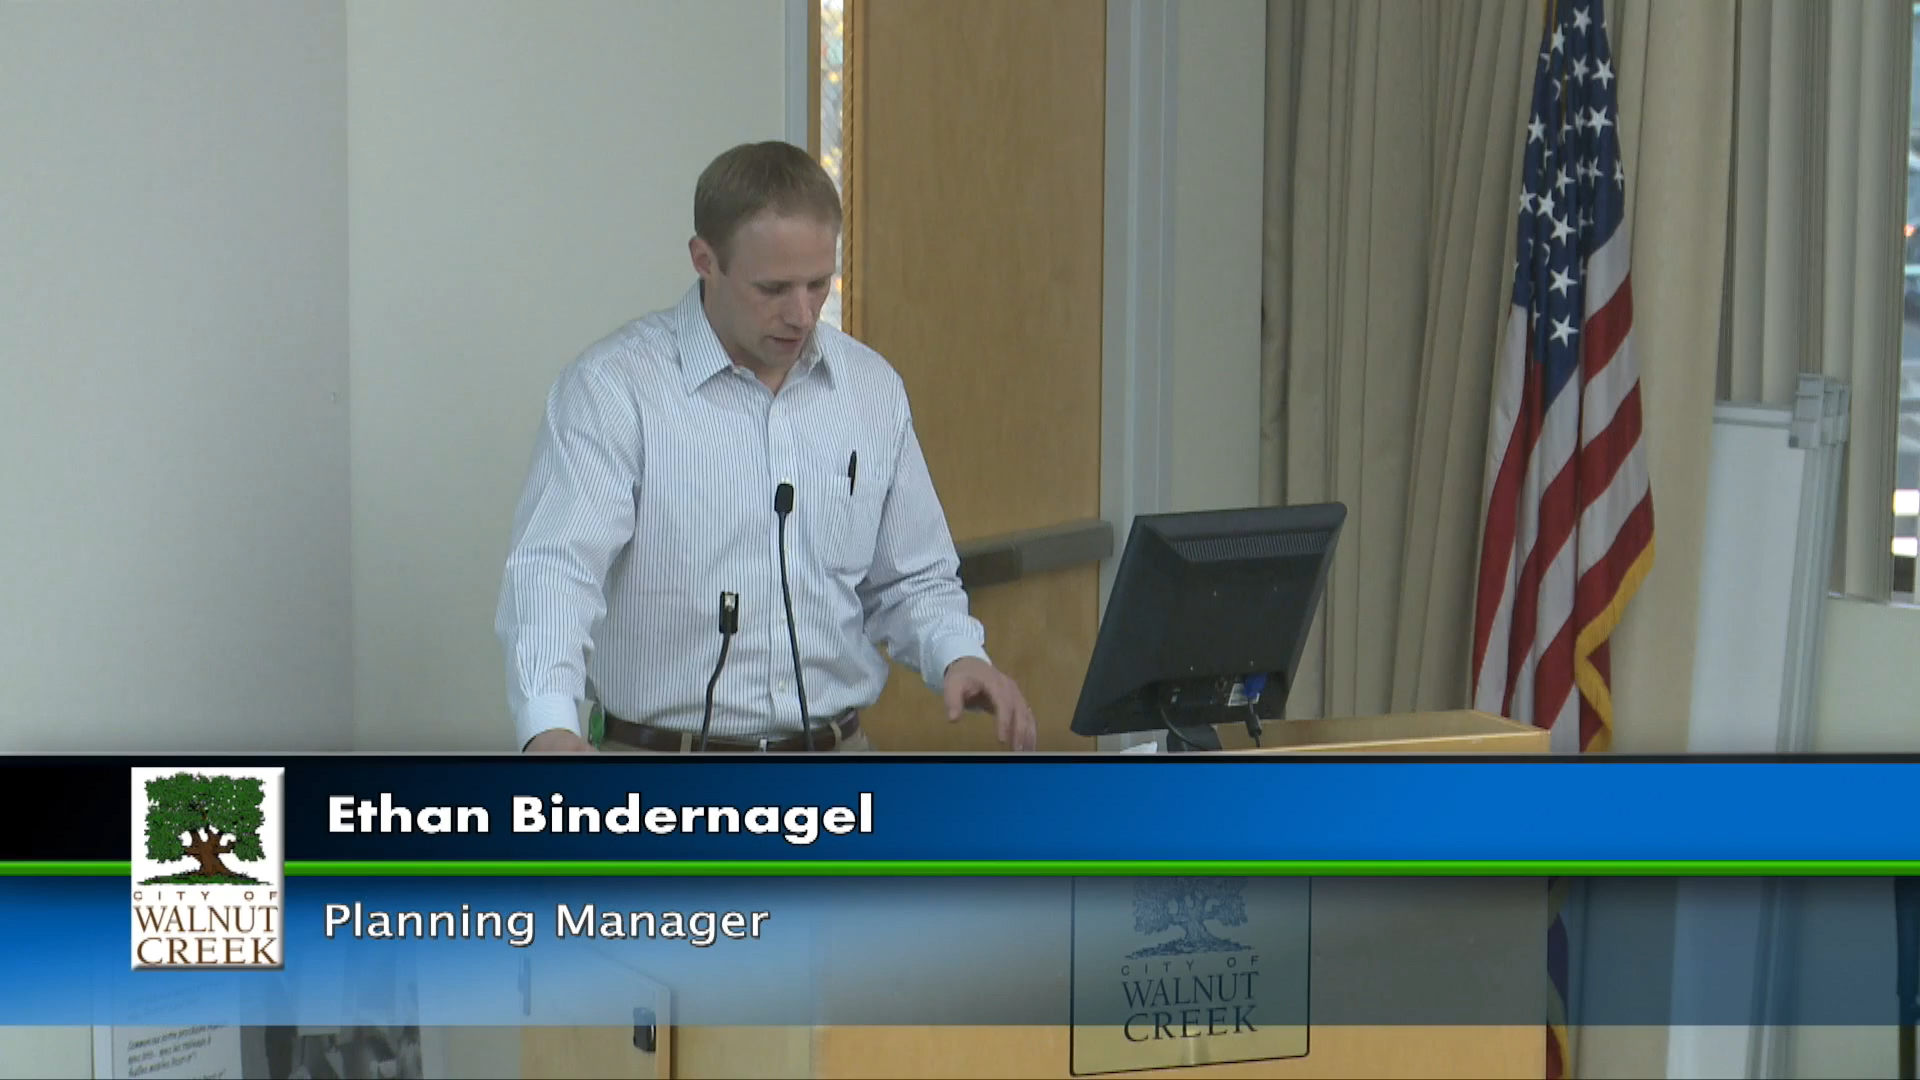 Ethan Bindernagel
CITY OF
WALNUT
CREEK
Planning Manager
CITY OF
WALNUT
CREEK